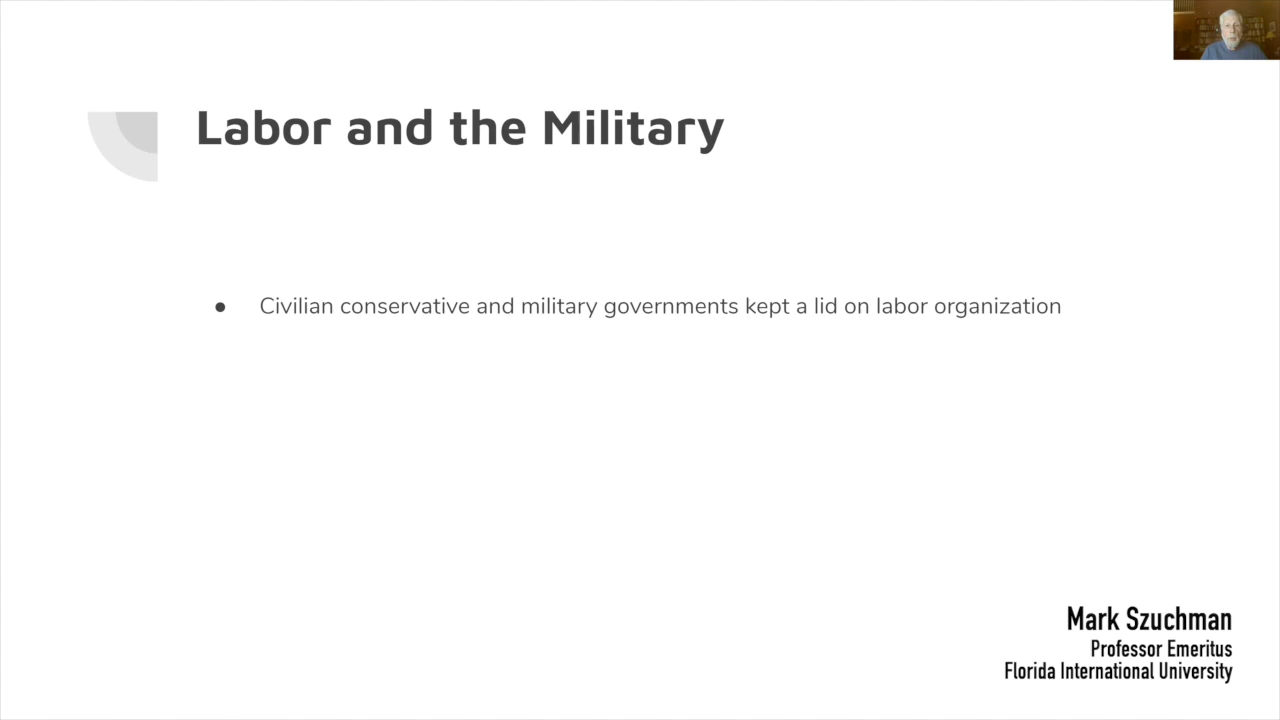 Labor and the Military
● Civilian conservative and military governments kept a lid on labor organization
Mark Szuchman
Professor Emeritus
Florida International University